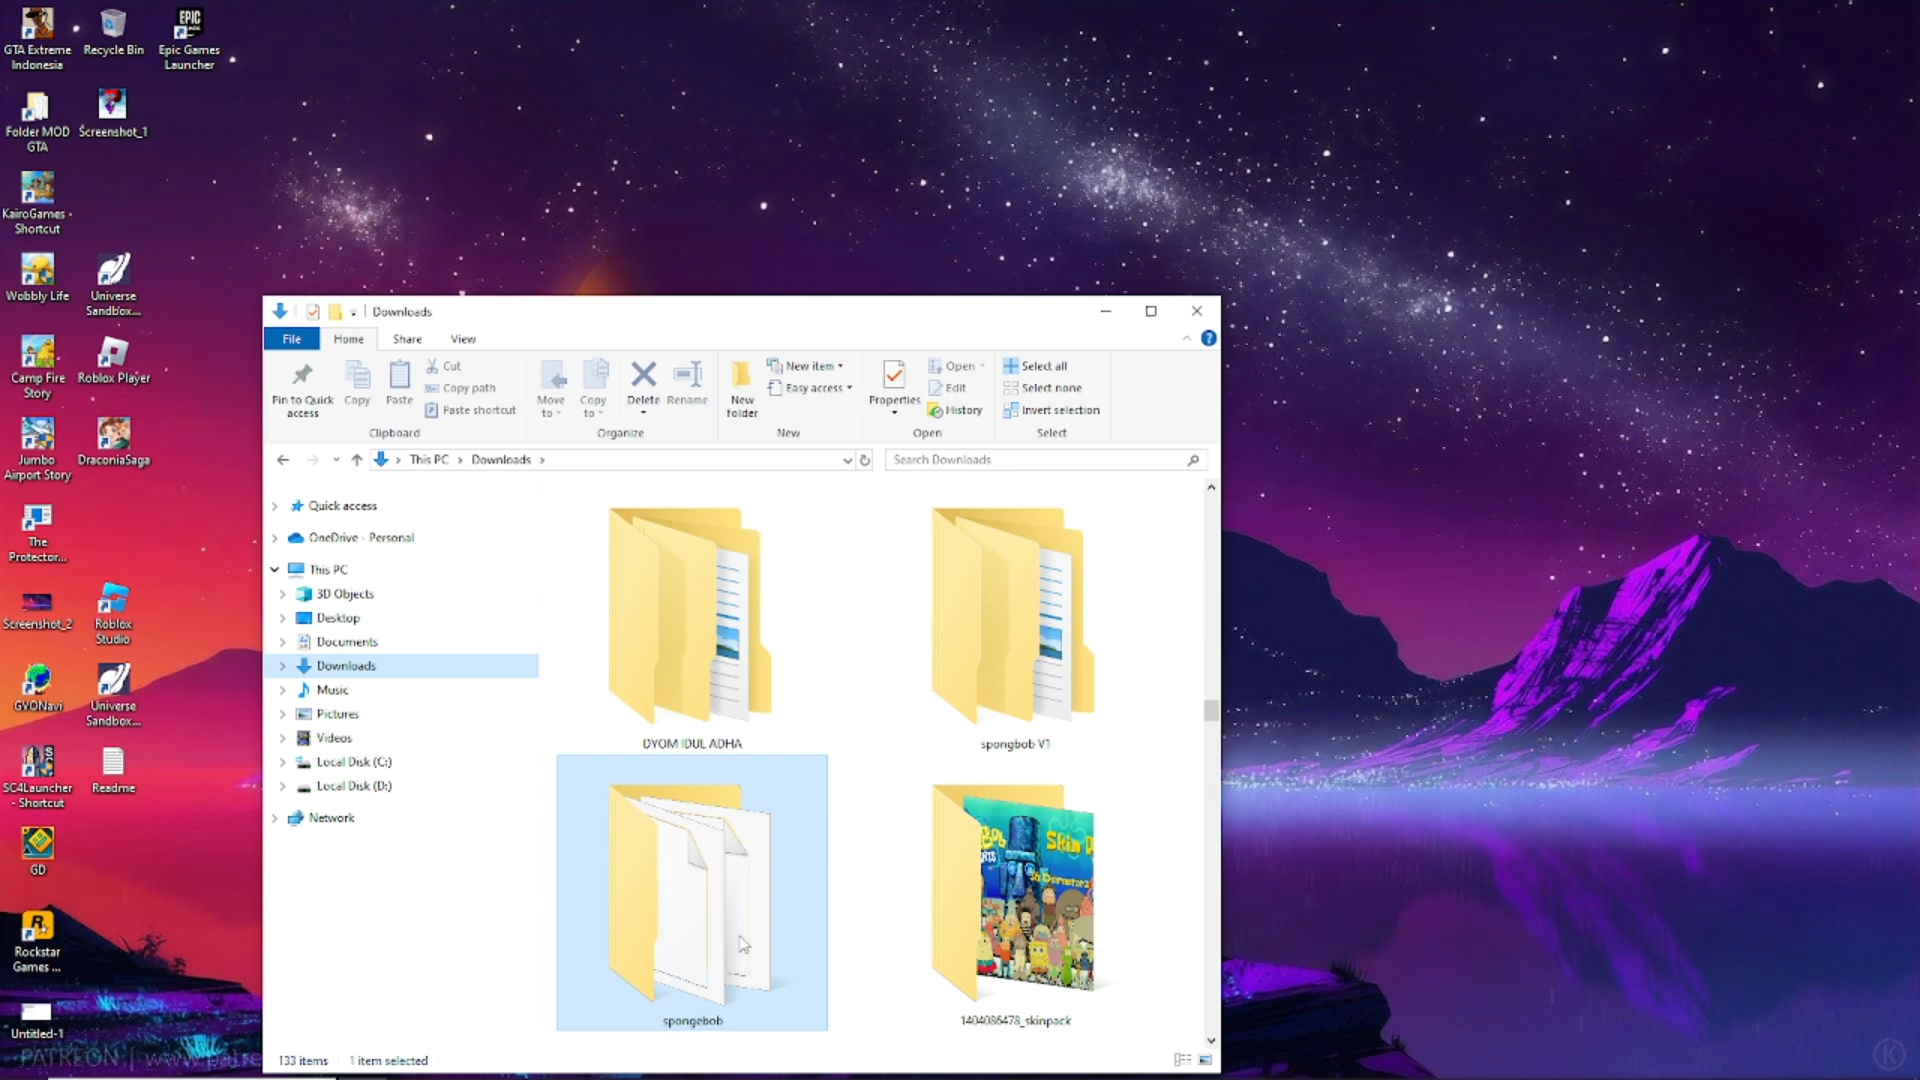 GTA Extreme
Indonesia
Recycle Bin
Epic Games
Launcher
Folder MOD
GTA
Screenshot_1
KairoGames -
Shortcut
Wobbly Life
Universe
Sandbox...
Camp Fire
Story
Roblox Player
Jumbo
Airport Story
DraconiaSaga
The
Protector...
Screenshot_2
Roblox
Studio
GVONavi
Universe
Sandbox...
SC4Launcher
- Shortcut
Readme
GD
Rockstar
Games ...
Untitled-1
PATREON | www.patre
Downloads
File
Home
Share
View
Pin to Quick
access
Copy
Paste
Cut
Copy path
Paste shortcut
Clipboard
Move
to
Copy
to
Delete
Rename
Organize
New
folder
New item
Easy access
New
Properties
Open
Edit
History
Open
Select all
Select none
Invert selection
Select
This PC > Downloads >
Search Downloads
Quick access
OneDrive - Personal
This PC
3D Objects
Desktop
Documents
Downloads
Music
Pictures
Videos
Local Disk (C:)
Local Disk (D:)
Network
DYOM IDUL ADHA
spongbob V1
spongebob
1404086478_skinpack
133 items
1 item selected